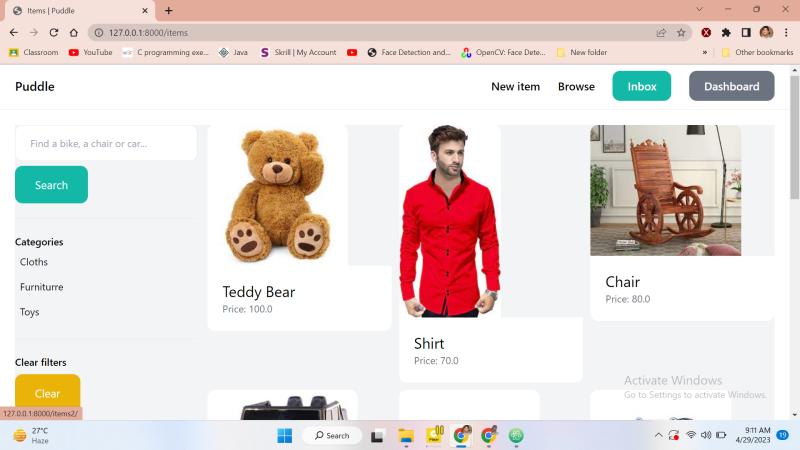 Items | Puddle
127.0.0.1:8000/items
Classroom
YouTube
C programing exe...
Java
Skrill | My Account
Face Detection and...
OpenCV: Face Dete...
New folder
»
Other bookmarks
Puddle
New item
Browse
Inbox
Dashboard
Find a bike, a chair or car...
Search
Categories
Cloths
Furniturre
Toys
Clear filters
Clear
Teddy Bear
Price: 100.0
Shirt
Price: 70.0
Chair
Price: 80.0
Activate Windows
Go to Settings to activate Windows.
127.0.0.1:8000/items2/
27°C
Haze
Search
9:11 AM
4/29/2023
19